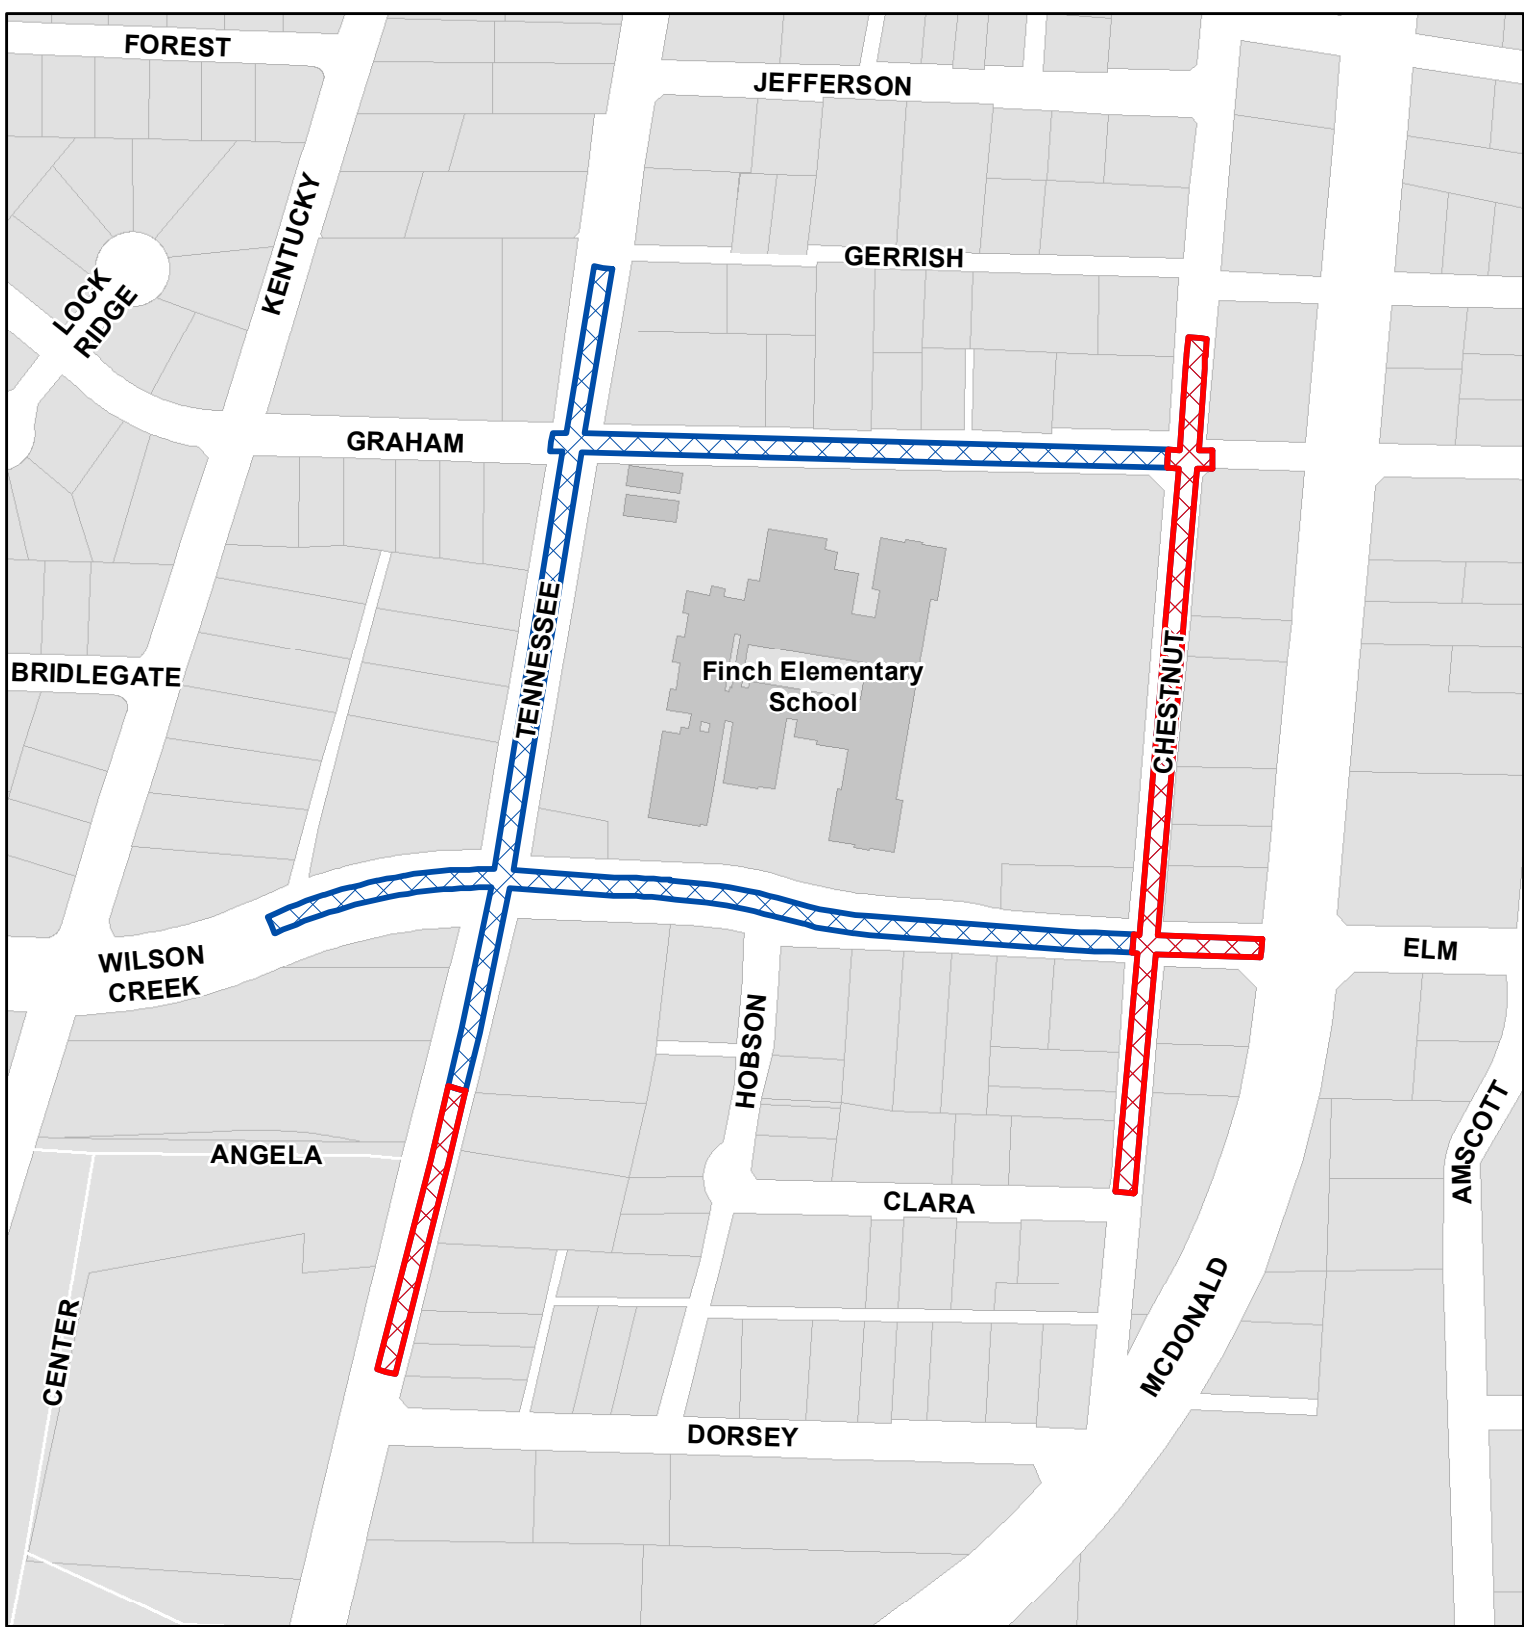 FOREST
JEFFERSON
KENTUCKY
GERRISH
LOCK
RIDGE
GRAHAM
TENNESSEE
CHESTNUT
BRIDLEGATE
Finch Elementary
School
WILSON
CREEK
ELM
HOBSON
ANGELA
AMSCOTT
CLARA
CENTER
MCDONALD
DORSEY